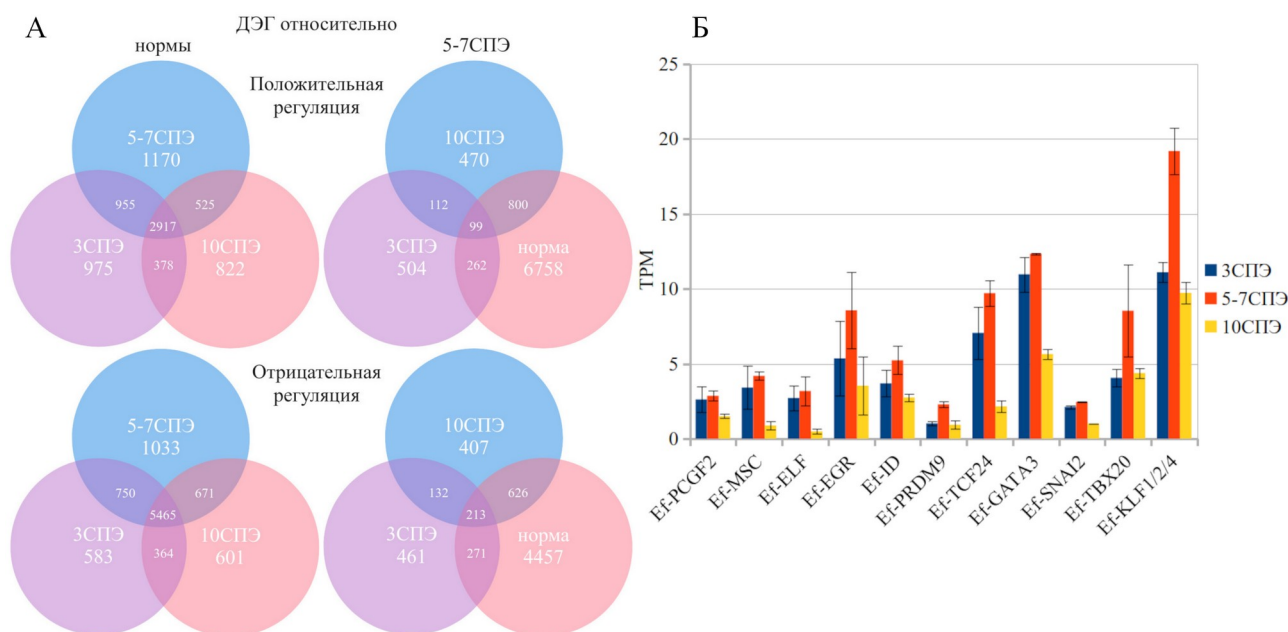 А
ДЭГ относительно
нормы
5-7СПЭ
Положительная
регуляция
5-7СПЭ
1170
955
525
2917
3СПЭ
975
378
10СПЭ
822
10СПЭ
470
112
800
99
3СПЭ
504
262
норма
6758
Отрицательная
регуляция
5-7СПЭ
1033
750
671
5465
3СПЭ
583
364
10СПЭ
601
10СПЭ
407
132
626
213
3СПЭ
461
271
норма
4457
Б
25
20
15
10
5
0
TPM
Ef-PCGF2
Ef-MSC
Ef-ELF
Ef-EGR
Ef-ID
Ef-PRDM9
Ef-TCF24
Ef-GATA3
Ef-SNAI2
Ef-TBX20
Ef-KLF1/2/4
3СПЭ
5-7СПЭ
10СПЭ